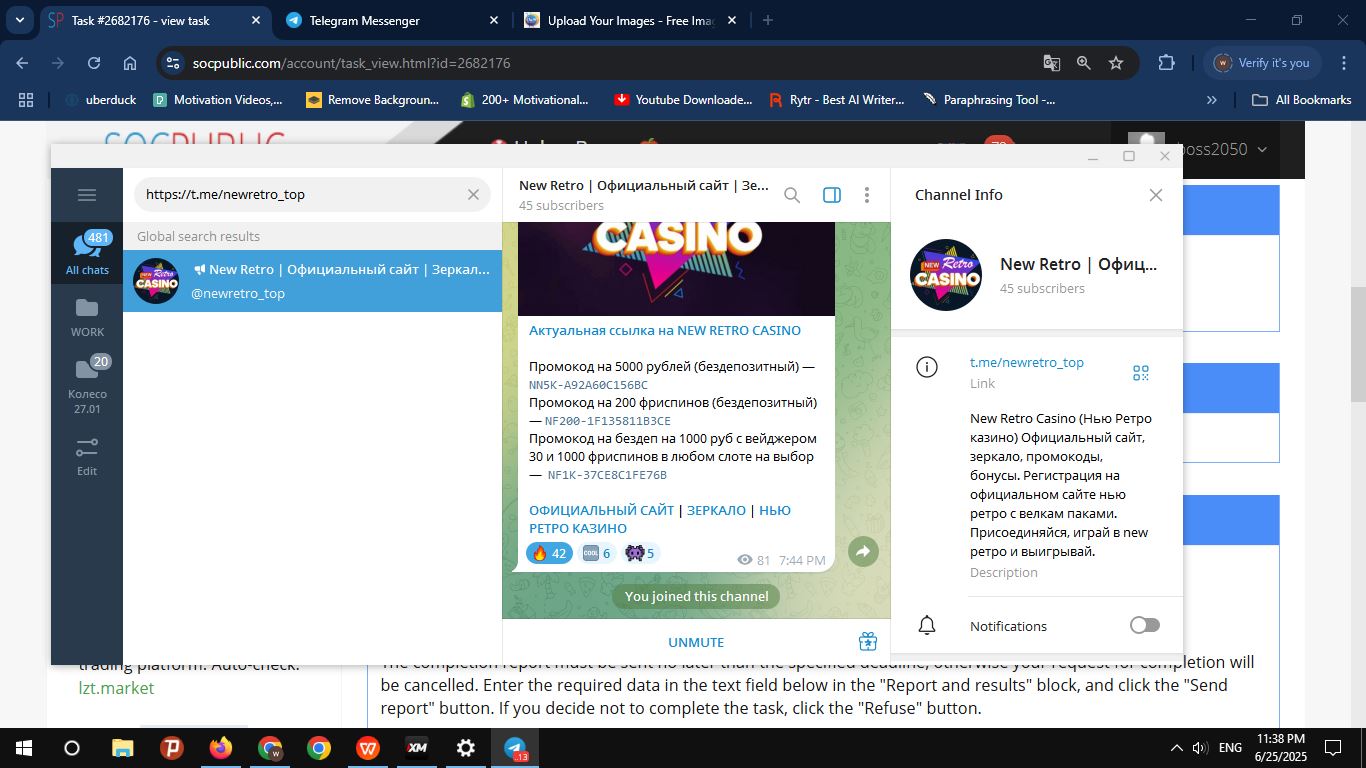 Task #2682176 - view task
Telegram Messenger
Upload Your Images - Free Ima
socpublic.com/account/task_view.html?id=2682176
Verify it's you
uberduck
Motivation Videos,...
Remove Backgroun...
200+ Motivational...
Youtube Downloade...
Rytr - Best AI Writer...
Paraphrasing Tool -...
All Bookmarks
boss2050
https://t.me/newretro_top
Global search results
481
All chats
WORK
20
Колесо
27.01
Edit
New Retro | Официальный сайт | Зеркал...
@newretro_top
New Retro | Официальный сайт | Зе...
45 subscribers
CASINO
Актуальная ссылка на NEW RETRO CASINO
Промокод на 5000 рублей (бездепозитный) —
NN5K-A92A60C156BC
Промокод на 200 фриспинов (бездепозитный)
— NF200-1F135811B3CE
Промокод на бездеп на 1000 руб с вейджером
30 и 1000 фриспинов в любом слоте на выбор
— NF1K-37CE8C1FE76B
ОФИЦИАЛЬНЫЙ САЙТ | ЗЕРКАЛО | НЬЮ
РЕТРО КАЗИНО
42
COOL 6
5
81 7:44 PM
You joined this channel
UNMUTE
Channel Info
NEW Retro
CASINO
New Retro | Офиц...
45 subscribers
t.me/newretro_top
Link
New Retro Casino (Нью Ретро
казино) Официальный сайт,
зеркало, промокоды,
бонусы. Регистрация на
официальном сайте нью
ретро с велкам паками.
Присоединяйся, играй в new
ретро и выигрывай.
Description
Notifications
trading platform. Auto-check.
lzt.market
The completion report must be sent no later than the specified deadline, otherwise your request for completion will
be cancelled. Enter the required data in the text field below in the "Report and results" block, and click the "Send
report" button. If you decide not to complete the task, click the "Refuse" button.
ENG
11:38 PM
6/25/2025